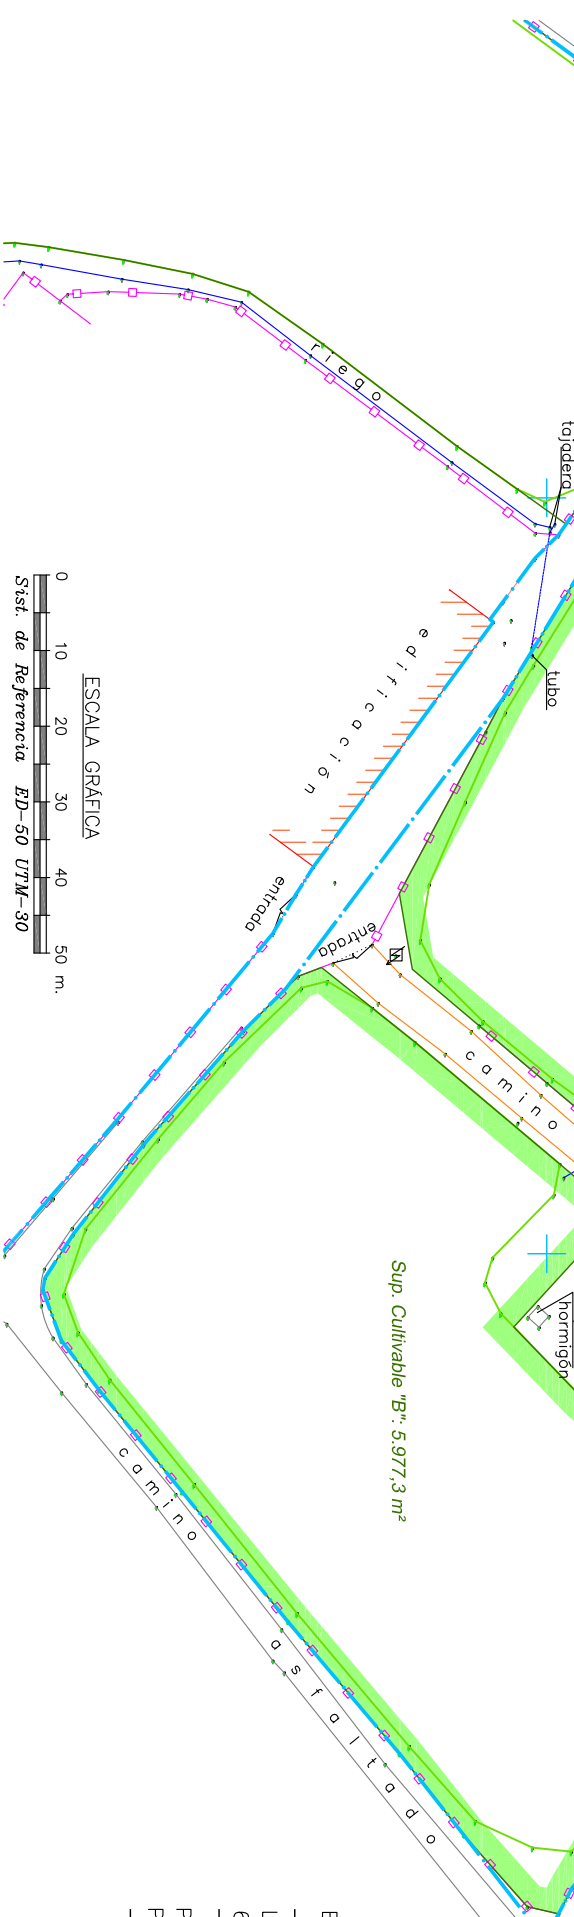 riego
tajadera
tubo
edificación
entrada
entrada
camino
hormigón
Sup. Cultivable "B": 5.977,3 m²
camino asfaltado
ESCALA GRÁFICA
0 10 20 30 40 50 m.
Sist. de Referencia ED-50 UTM-30